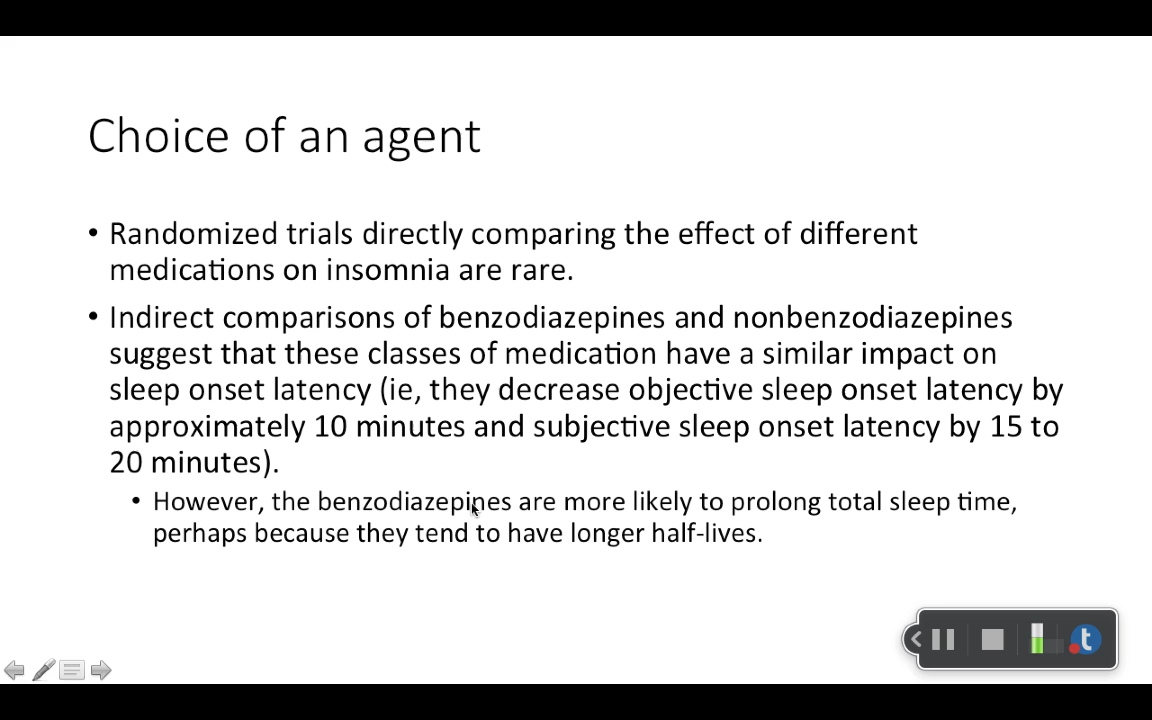 Choice of an agent
• Randomized trials directly comparing the effect of different
medications on insomnia are rare.
• Indirect comparisons of benzodiazepines and nonbenzodiazepines
suggest that these classes of medication have a similar impact on
sleep onset latency (ie, they decrease objective sleep onset latency by
approximately 10 minutes and subjective sleep onset latency by 15 to
20 minutes).
• However, the benzodiazepines are more likely to prolong total sleep time,
perhaps because they tend to have longer half-lives.
t